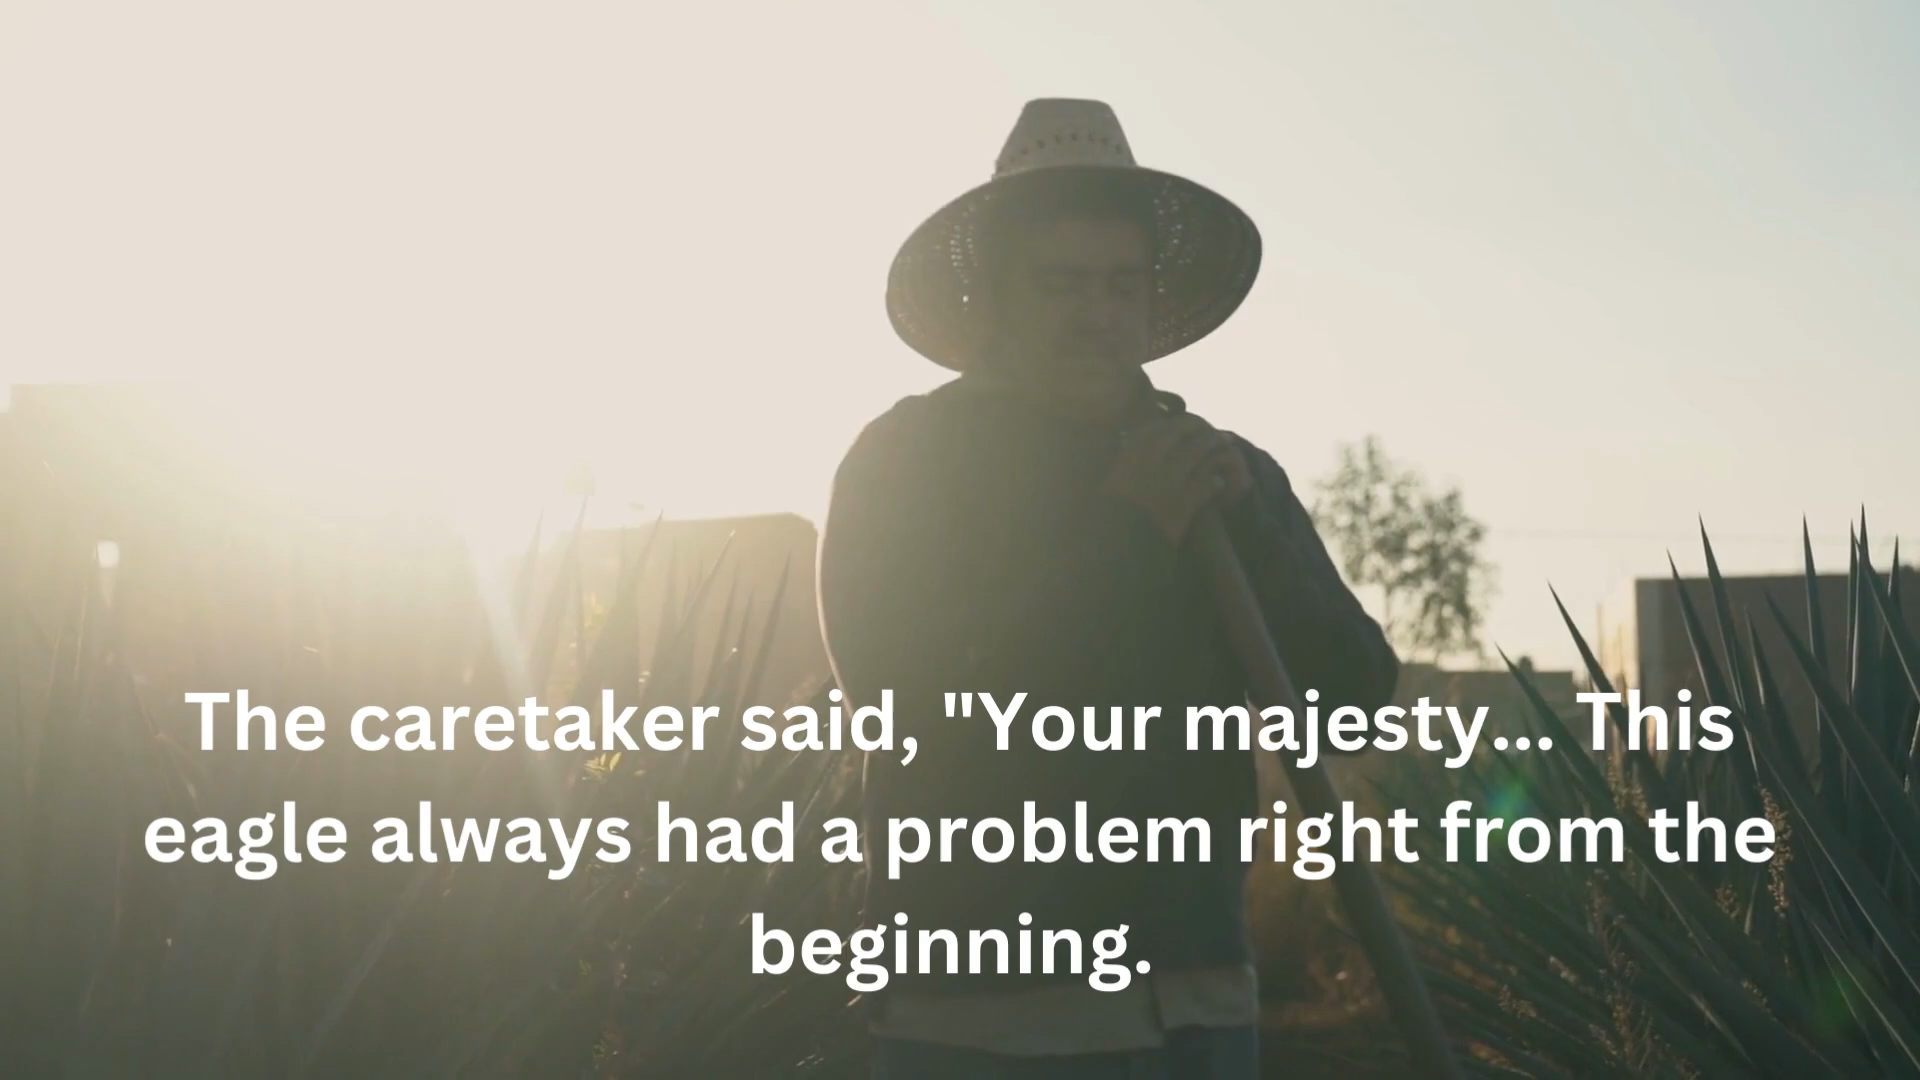 The caretaker said, "Your majesty... This
eagle always had a problem right from the
beginning.